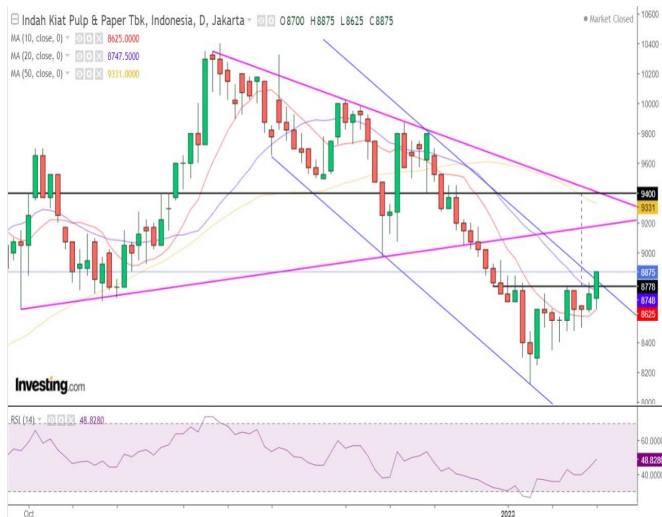 Indah Kiat Pulp & Paper Tbk, Indonesia, D, Jakarta O8700 H8875 L8625 C8875
Market Closed
MA (10, close, 0) 8625.0000
MA (20, close, 0) 8747.5000
MA (50, close, 0) 9331.0000
10600
10400
10200
10000
9800
9600
9400
9331
9200
9000
8875
8778
8748
8625
8400
8200
8000
Investing.com
RSI (14) 48.8280
60.0000
48.8280
40.0000
Oct
2023